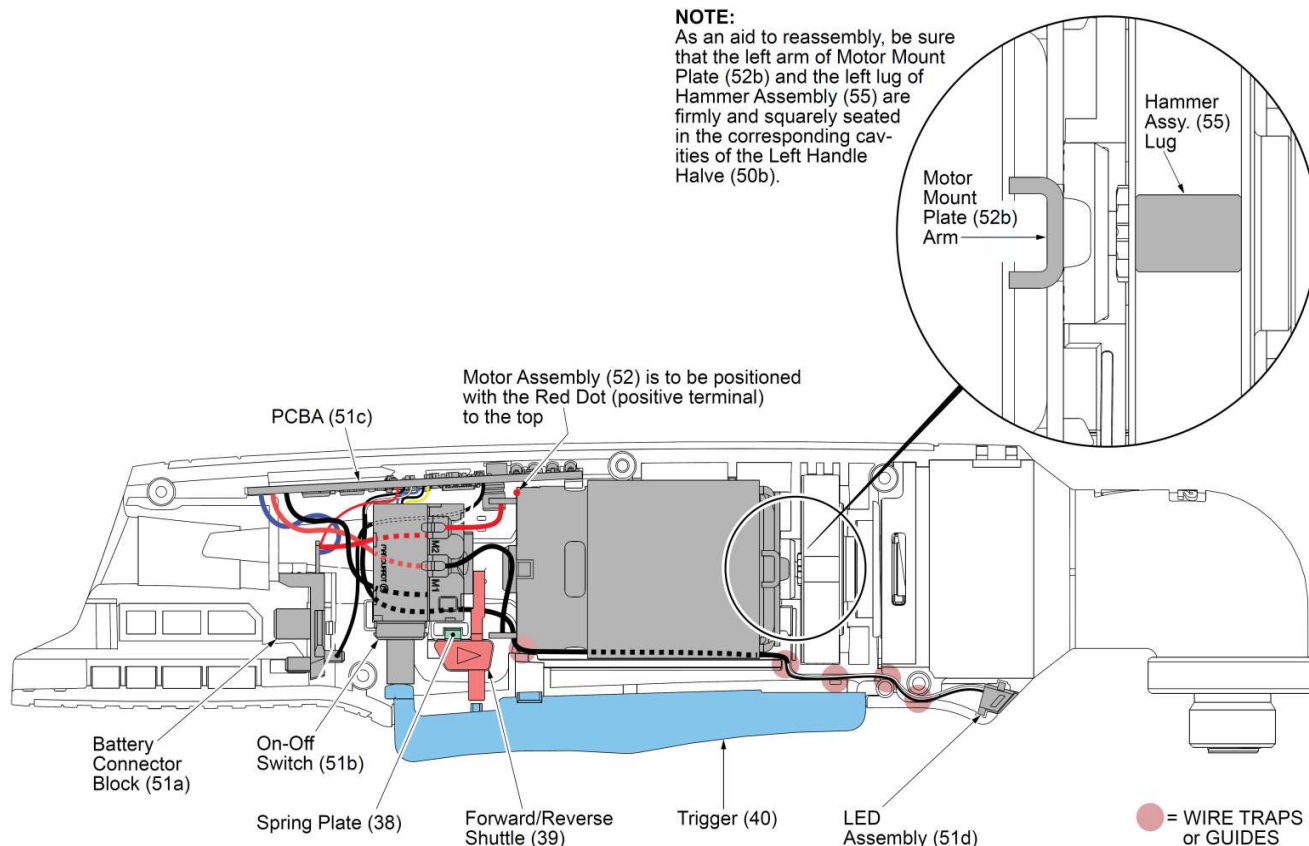 NOTE:
As an aid to reassembly, be sure
that the left arm of Motor Mount
Plate (52b) and the left lug of
Hammer Assembly (55) are
firmly and squarely seated
in the corresponding cav-
ities of the Left Handle
Halve (50b).
Hammer
Assy. (55)
Lug
Motor
Mount
Plate (52b)
Arm
Motor Assembly (52) is to be positioned
with the Red Dot (positive terminal)
to the top
PCBA (51c)
M2
M1
Battery
Connector
Block (51a)
On-Off
Switch (51b)
Spring Plate (38)
Forward/Reverse
Shuttle (39)
Trigger (40)
LED
Assembly (51d)
= WIRE TRAPS
or GUIDES